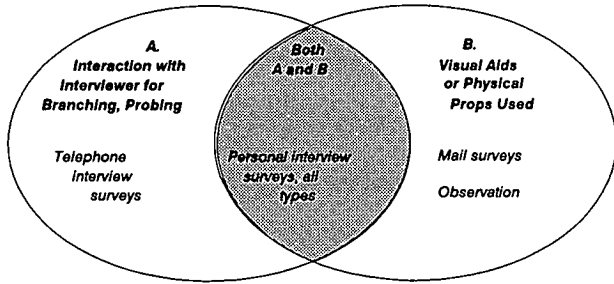 A.
Interaction with
Interviewer for
Branching, Probing
Telephone
interview
surveys
Both
A and B
Personal interview
surveys, all
types
B.
Visual Aids
or Physical
Props Used
Mail surveys
Observation